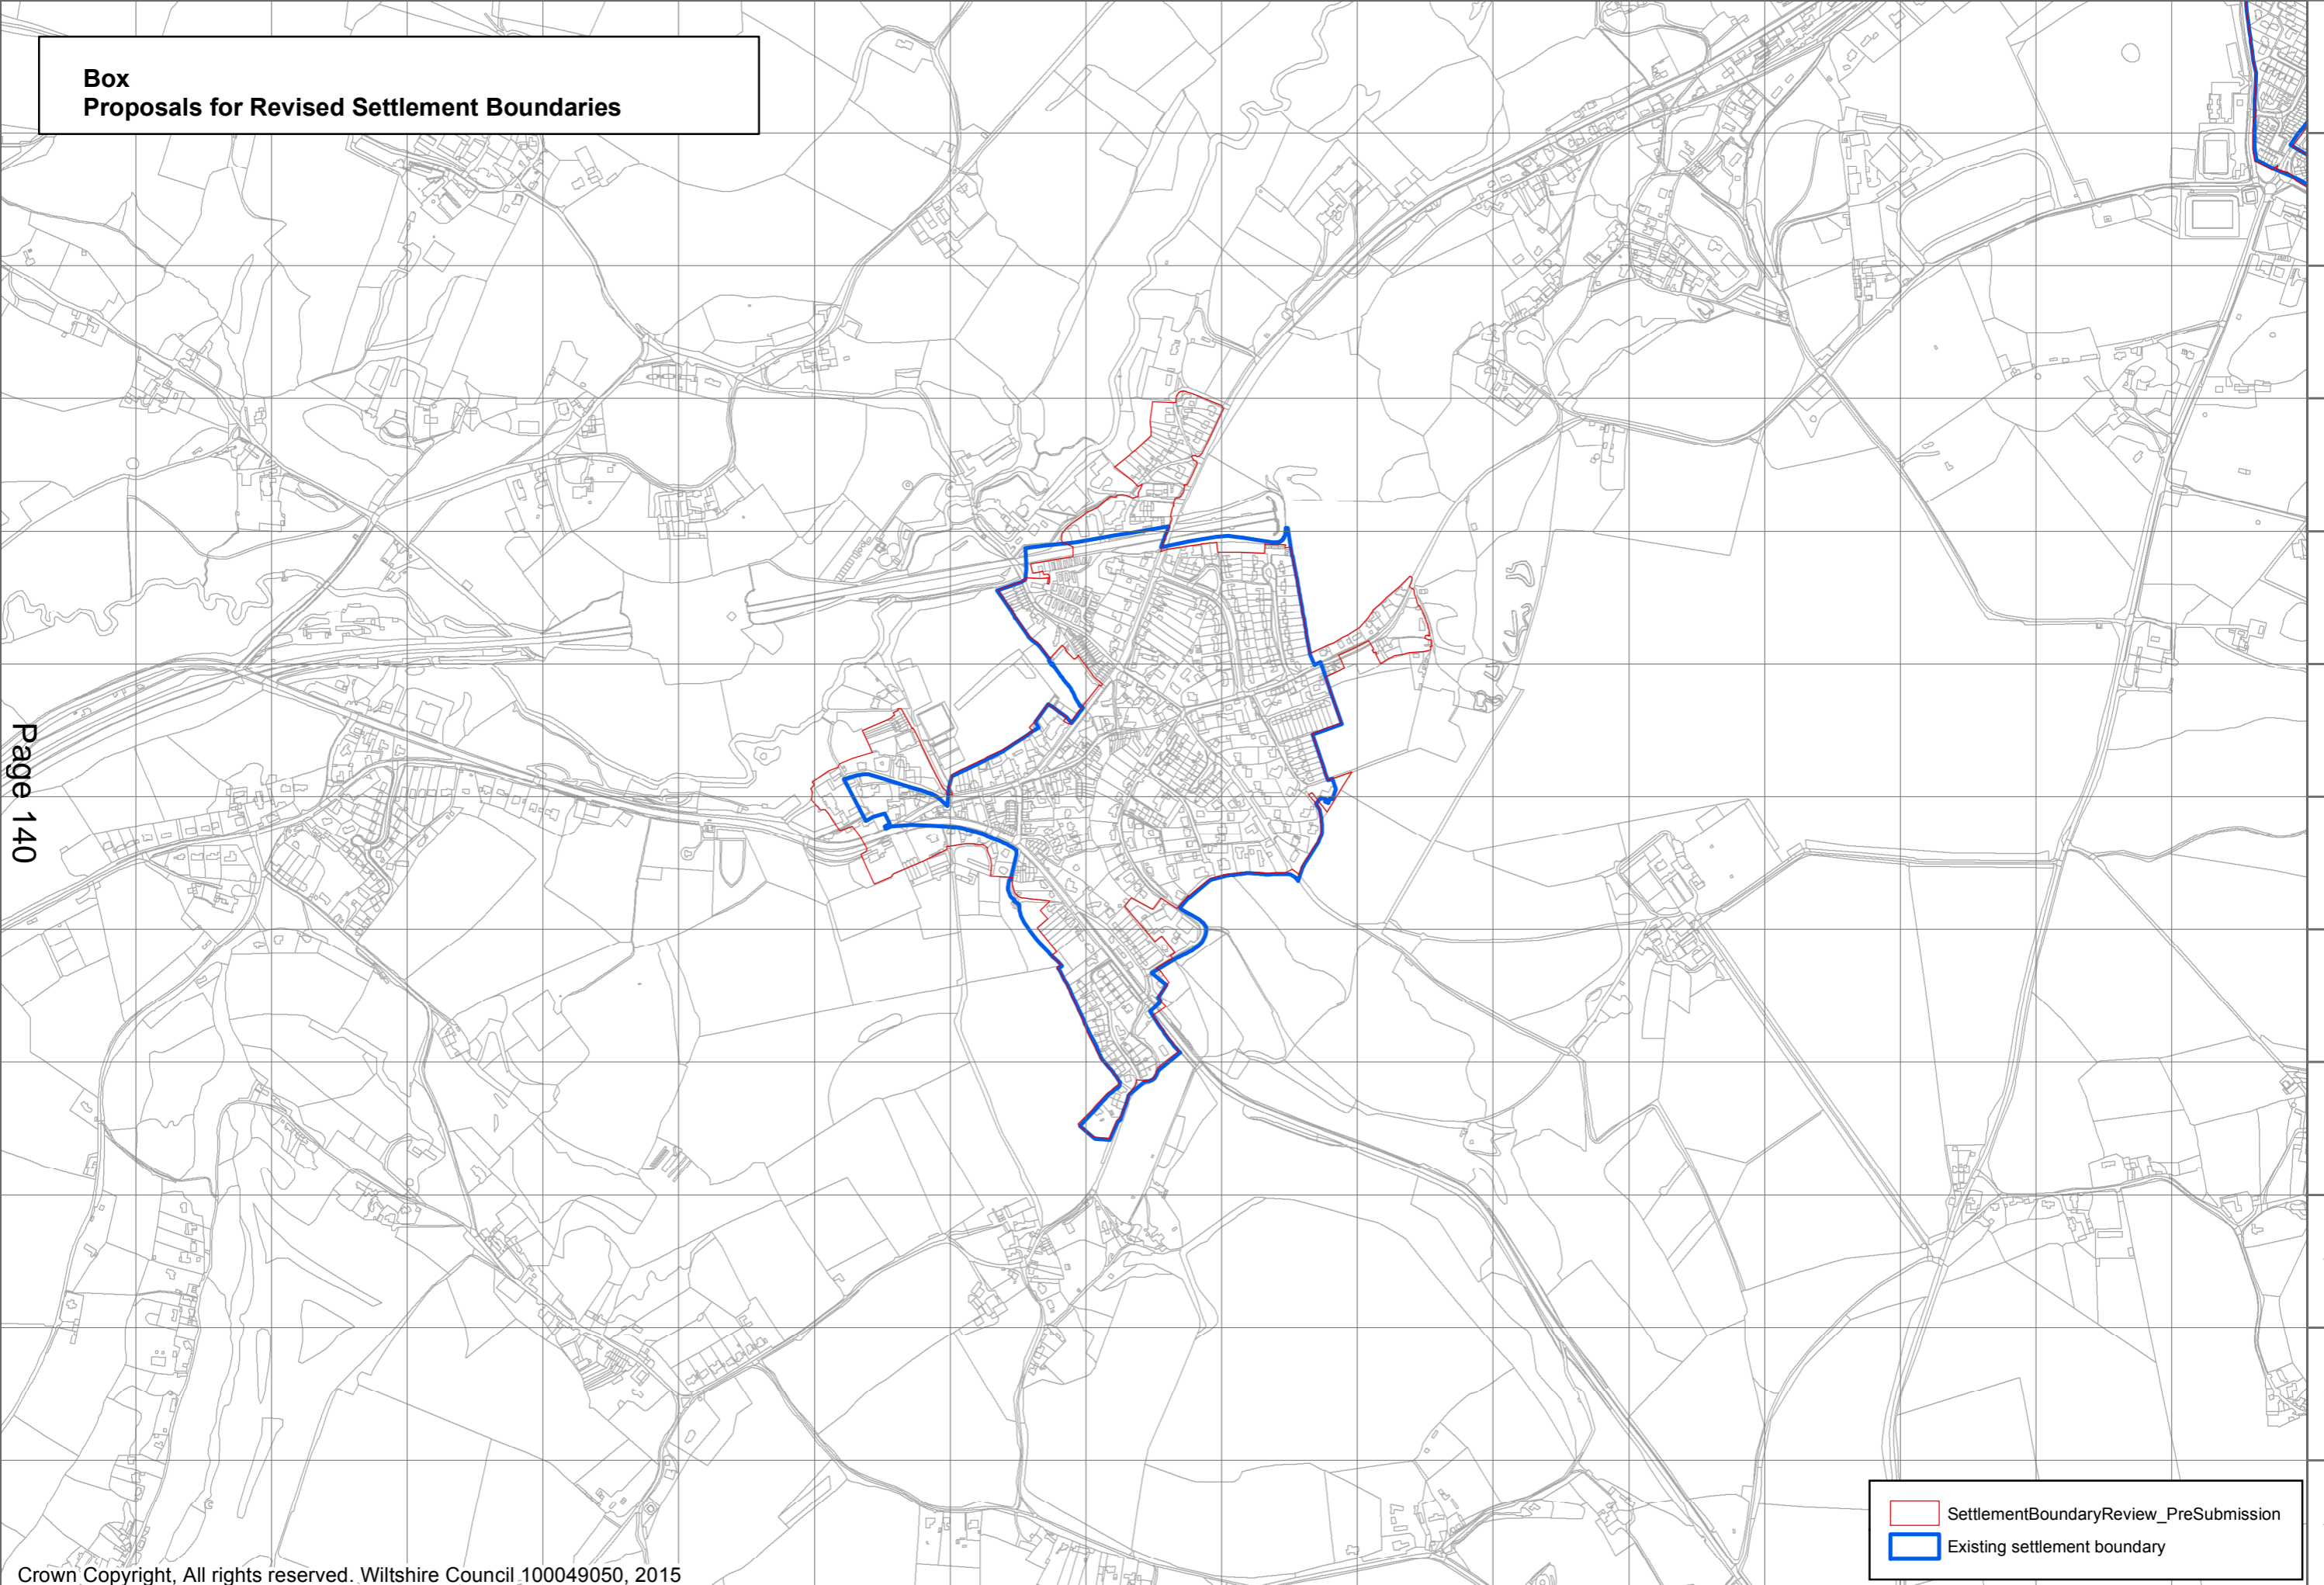 Box
Proposals for Revised Settlement Boundaries
Page 140
SettlementBoundaryReview_PreSubmission
Existing settlement boundary
Crown Copyright, All rights reserved. Wiltshire Council 100049050, 2015